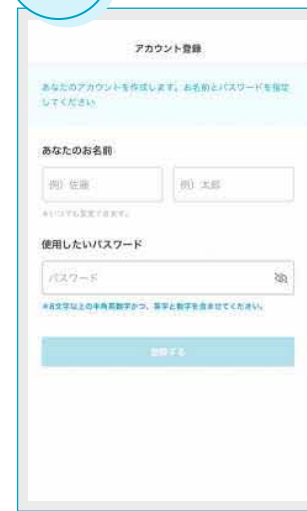 アカウント登録
あなたのアカウントを作成します。お名前とパスワードを指定
してください
あなたのお名前
例）佐藤
例）太郎
※いつでも変更できます。
使用したいパスワード
パスワード
※8文字以上の半角英数字かつ、英字と数字を含ませてください。
登録する